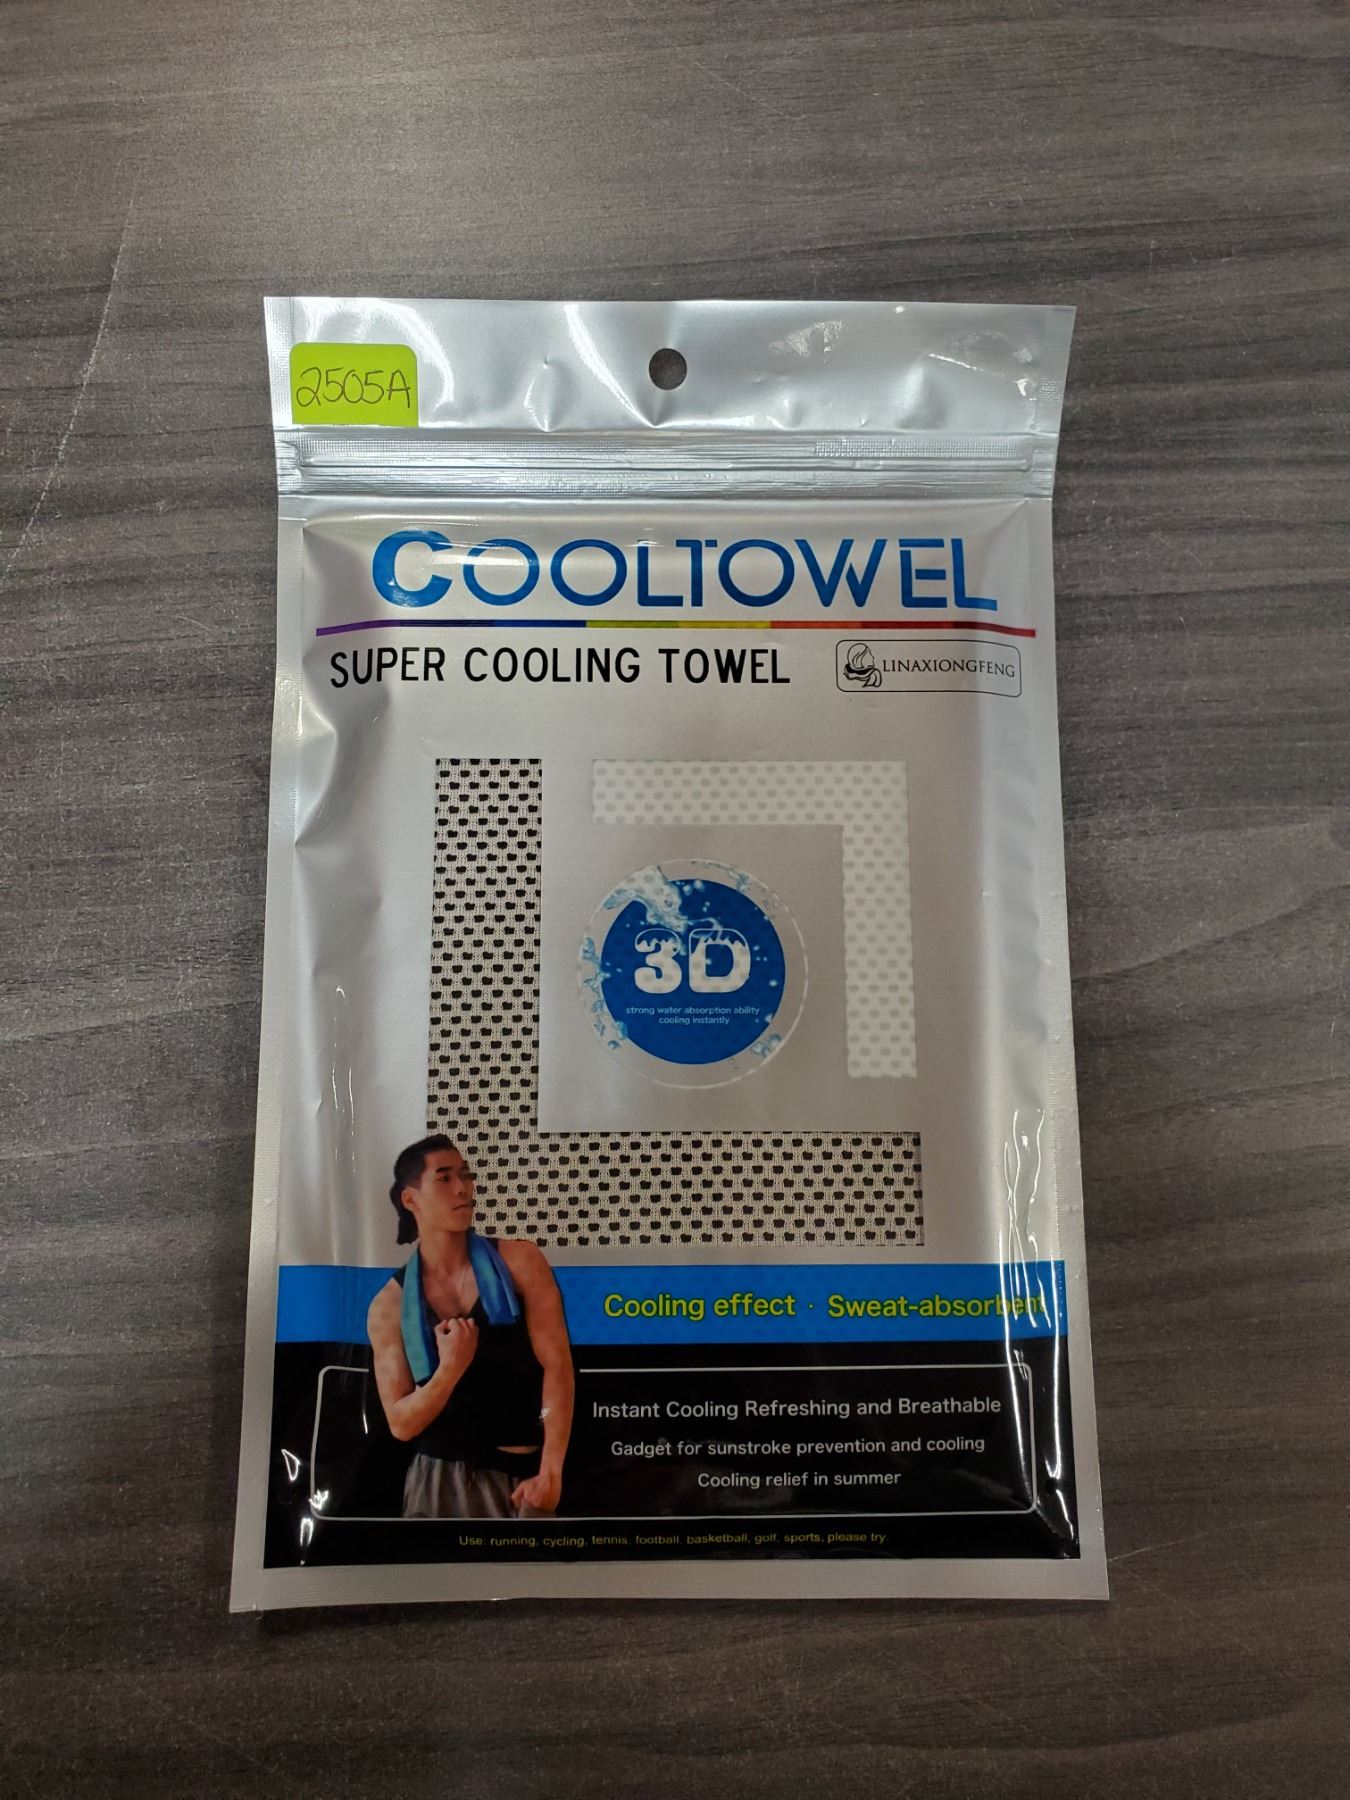 2505A
COOLTOWEL
SUPER COOLING TOWEL
LINAXIONGFENG
3D
strong water absorption ability
cooling instantly
Cooling effect · Sweat-absorbent
Instant Cooling Refreshing and Breathable
Gadget for sunstroke prevention and cooling
Cooling relief in summer
Use: running, cycling, tennis, football, basketball, golf, sports, please try.